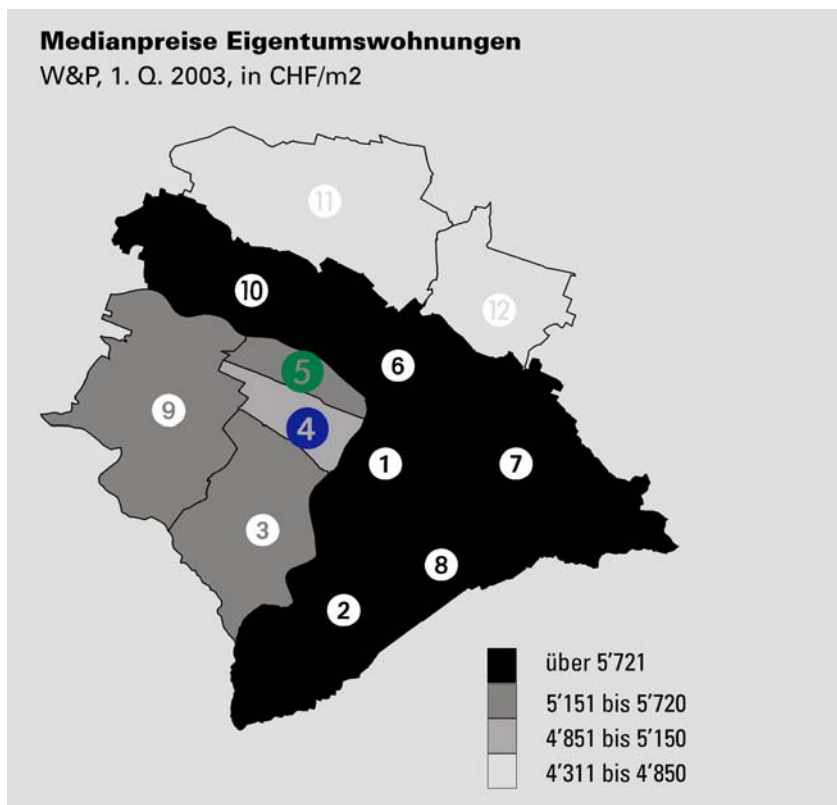 Medianpreise Eigentumswohnungen
W&P, 1. Q. 2003, in CHF/m2
11
10
12
6
5
9
4
1
7
3
8
2
über 5’721
5’151 bis 5’720
4’851 bis 5’150
4’311 bis 4’850